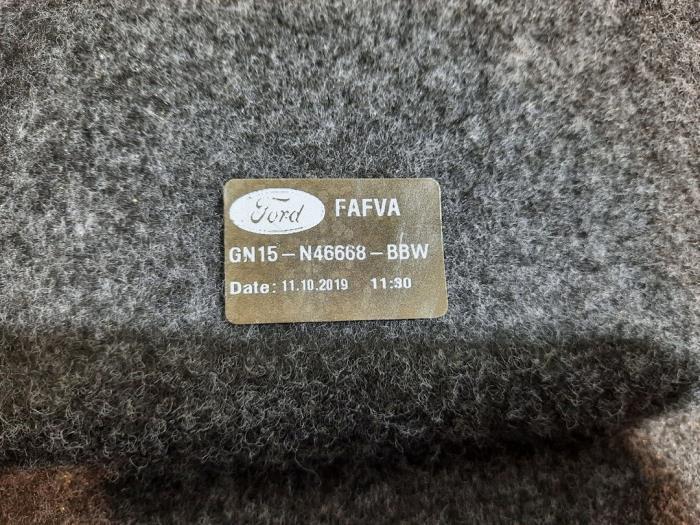 Ford FAFVA
GN15-N46668-BBW
Date: 11.10.2019 11:30